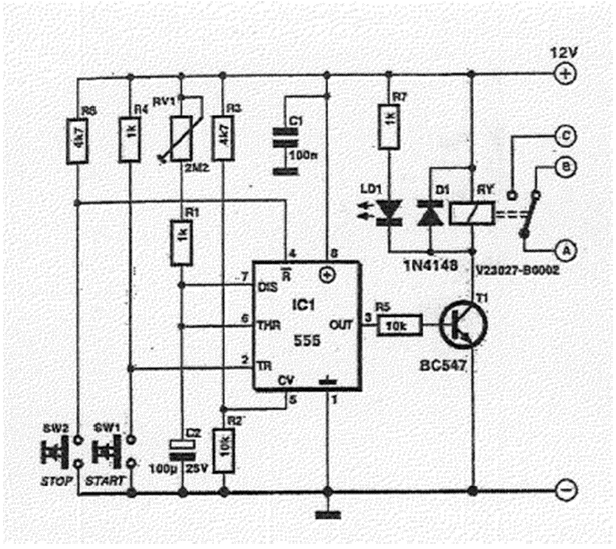 12V
+
R6
4k7
R4
1k
RV1
2M2
R3
4k7
C1
100n
R7
1k
C
B
A
LD1
D1
RY
1N4148
V23027-B0002
R1
1k
4
8
R
+
7
DIS
IC1
6
THR
555
OUT
3
R5
10k
T1
BC547
2
TR
CV
5
1
C2
100µ
25V
R2
10k
SW2
SW1
STOP
START
−